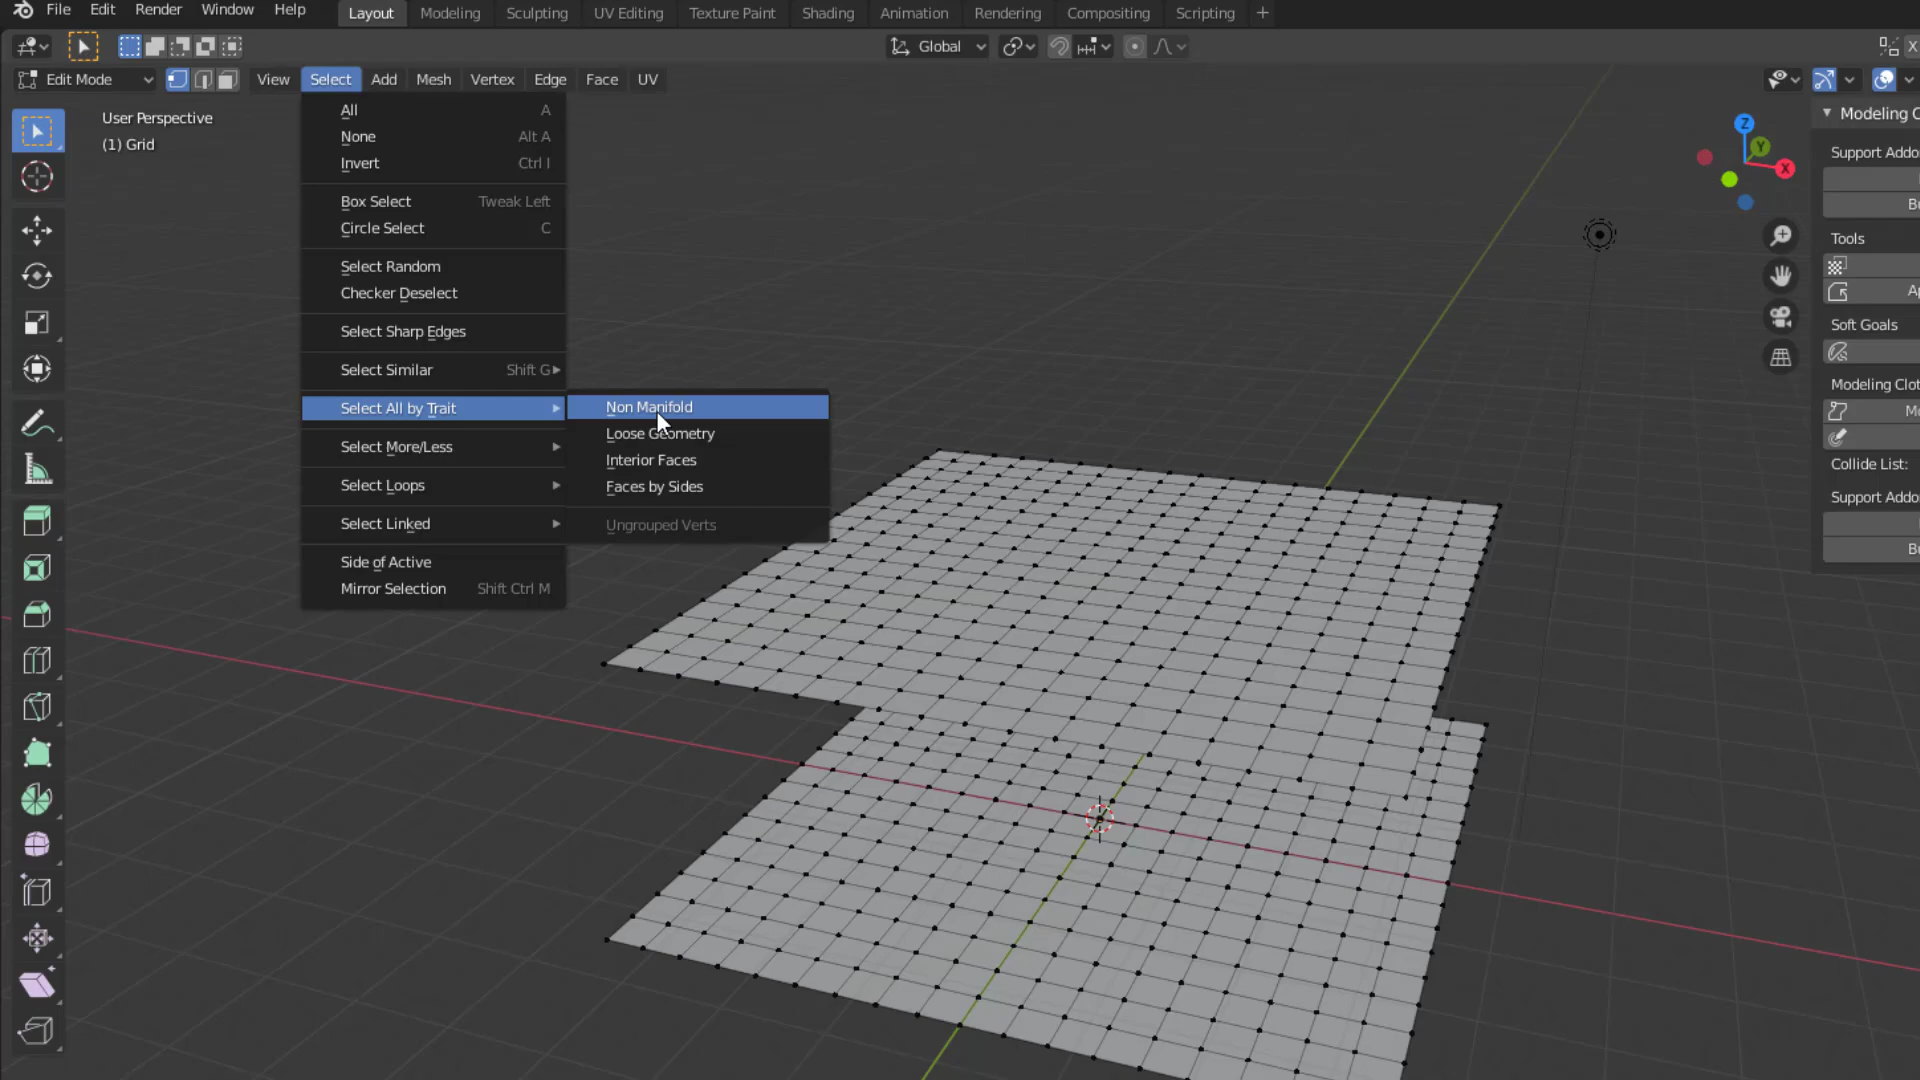 File Edit Render Window Help Layout Modeling Sculpting UV Editing Texture Paint Shading Animation Rendering Compositing Scripting +
Global
Edit Mode View Select Add Mesh Vertex Edge Face UV
User Perspective
(1) Grid
All A
None Alt A
Invert Ctrl I
Box Select Tweak Left
Circle Select C
Select Random
Checker Deselect
Select Sharp Edges
Select Similar Shift G
Select All by Trait
Select More/Less
Select Loops
Select Linked
Side of Active
Mirror Selection Shift Ctrl M
Non Manifold
Loose Geometry
Interior Faces
Faces by Sides
Ungrouped Verts
Z
Y
X
Modeling C
Support Addo
Bu
Tools
Ap
Soft Goals
Modeling Clot
Mo
Collide List:
Support Addo
Bu